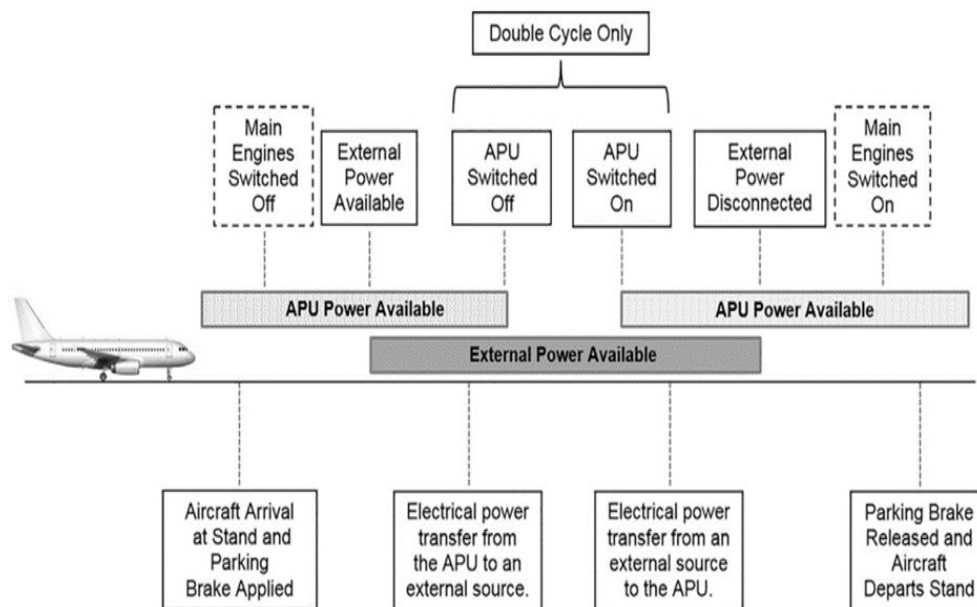 Double Cycle Only
Main
Engines
Switched
Off
External
Power
Available
APU
Switched
Off
APU
Switched
On
External
Power
Disconnected
Main
Engines
Switched
On
APU Power Available
APU Power Available
External Power Available
Aircraft Arrival
at Stand and
Parking
Brake Applied
Electrical power
transfer from
the APU to an
external source.
Electrical power
transfer from an
external source
to the APU.
Parking Brake
Released and
Aircraft
Departs Stand